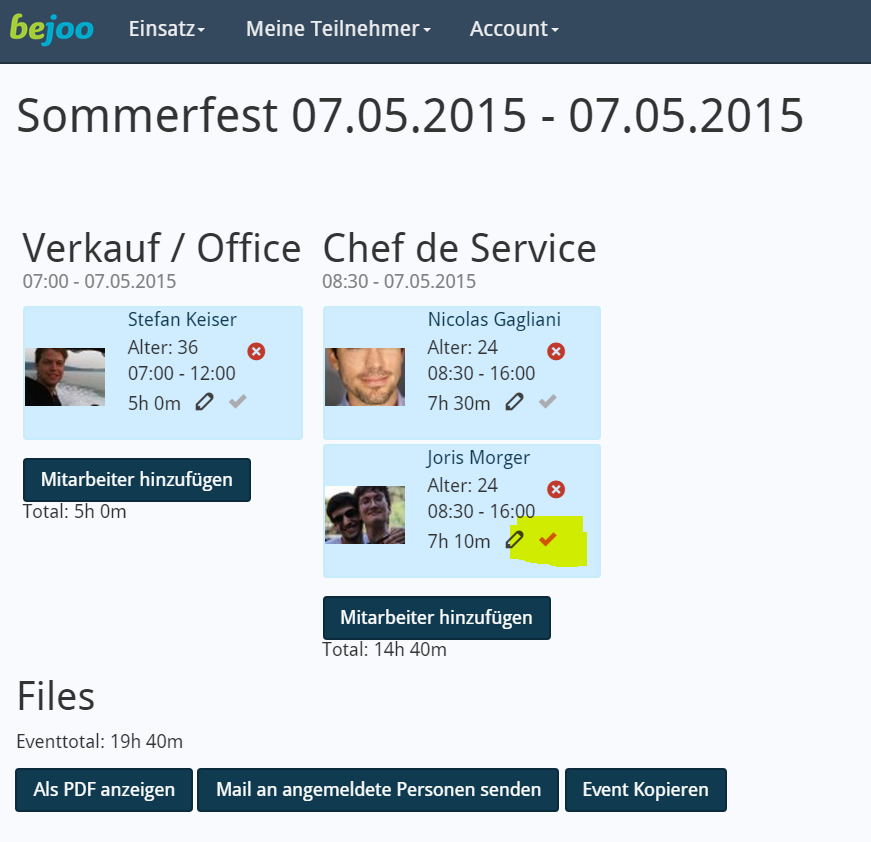 bejoo Einsatz Meine Teilnehmer Account
Sommerfest 07.05.2015 - 07.05.2015
Verkauf / Office
07:00 - 07.05.2015
Stefan Keiser
Alter: 36
07:00 - 12:00
5h 0m
Mitarbeiter hinzufügen
Total: 5h 0m
Chef de Service
08:30 - 07.05.2015
Nicolas Gagliani
Alter: 24
08:30 - 16:00
7h 30m
Joris Morger
Alter: 24
08:30 - 16:00
7h 10m
Mitarbeiter hinzufügen
Total: 14h 40m
Files
Eventtotal: 19h 40m
Als PDF anzeigen Mail an angemeldete Personen senden Event Kopieren